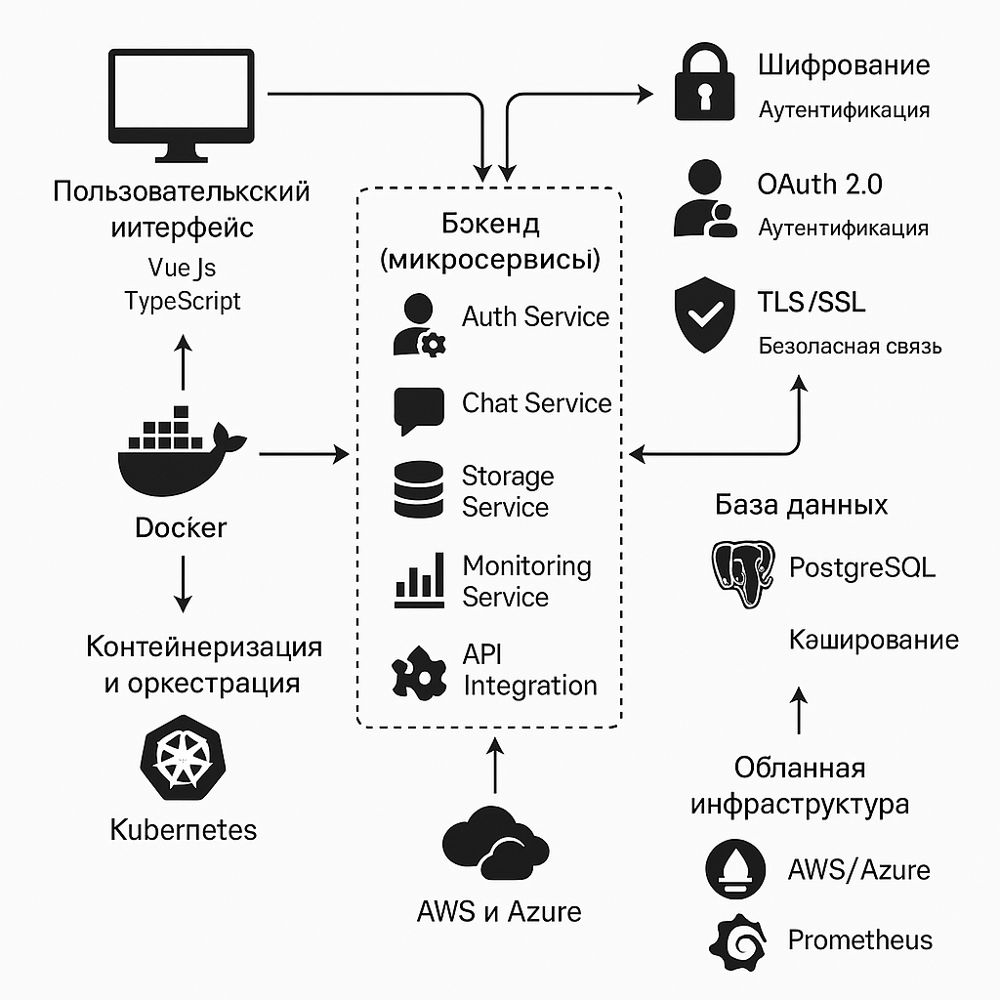 Пользователькский
иитерфейс
Vue Js
TypeScript
Docker
Контейнеризация
и оркестрация
Kubernetes
Бэкенд
(микросервисы)
Auth Service
Chat Service
Storage
Service
Monitoring
Service
API
Integration
AWS и Azure
Шифрование
Аутентификация
OAuth 2.0
Аутентификация
TLS/SSL
Безоласная связь
База данных
PostgreSQL
Кэширование
Обланная
инфраструктура
AWS/Azure
Prometheus